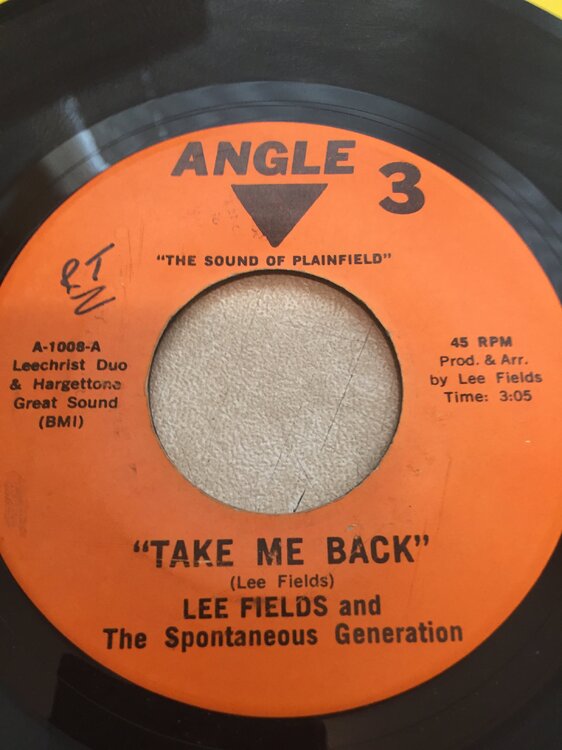 ANGLE 3
"THE SOUND OF PLAINFIELD"
RT
N
A-1008-A
Leechrist Duo
& Hargettone
Great Sound
(BMI)
45 RPM
Prod. & Arr.
by Lee Fields
Time: 3:05
"TAKE ME BACK"
(Lee Fields)
LEE FIELDS and
The Spontaneous Generation